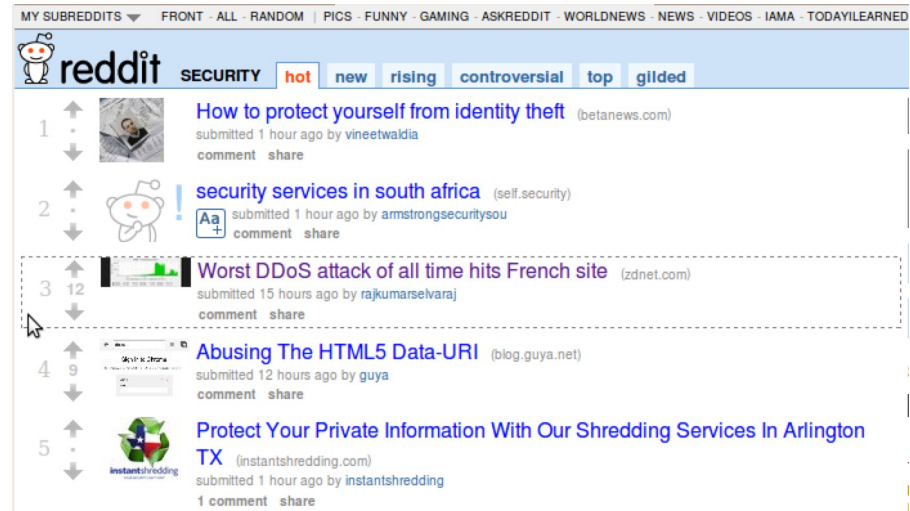 MY SUBREDDITS FRONT - ALL - RANDOM | PICS - FUNNY - GAMING - ASKREDDIT - WORLDNEWS - NEWS - VIDEOS - IAMA - TODAYILEARNED
reddit SECURITY hot new rising controversial top gilded
1 • How to protect yourself from identity theft (betanews.com)
submitted 1 hour ago by vineetwaldia
comment share
2 • security services in south africa (self.security)
Aa+ submitted 1 hour ago by armstrongsecuritysou
comment share
3 12 Worst DDoS attack of all time hits French site (zdnet.com)
submitted 15 hours ago by rajkumarselvaraj
comment share
4 9 Abusing The HTML5 Data-URI (blog.guya.net)
Sign in to Chrome
submitted 12 hours ago by guya
comment share
5 • Protect Your Private Information With Our Shredding Services In Arlington
TX (instantshredding.com)
instantshredding
submitted 1 hour ago by instantshredding
1 comment share